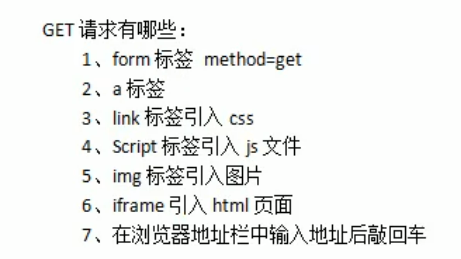 GET 请求有哪些：
1、form 标签 method=get
2、a 标签
3、link 标签引入 css
4、Script 标签引入 js 文件
5、img 标签引入图片
6、iframe 引入 html 页面
7、在浏览器地址栏中输入地址后敲回车